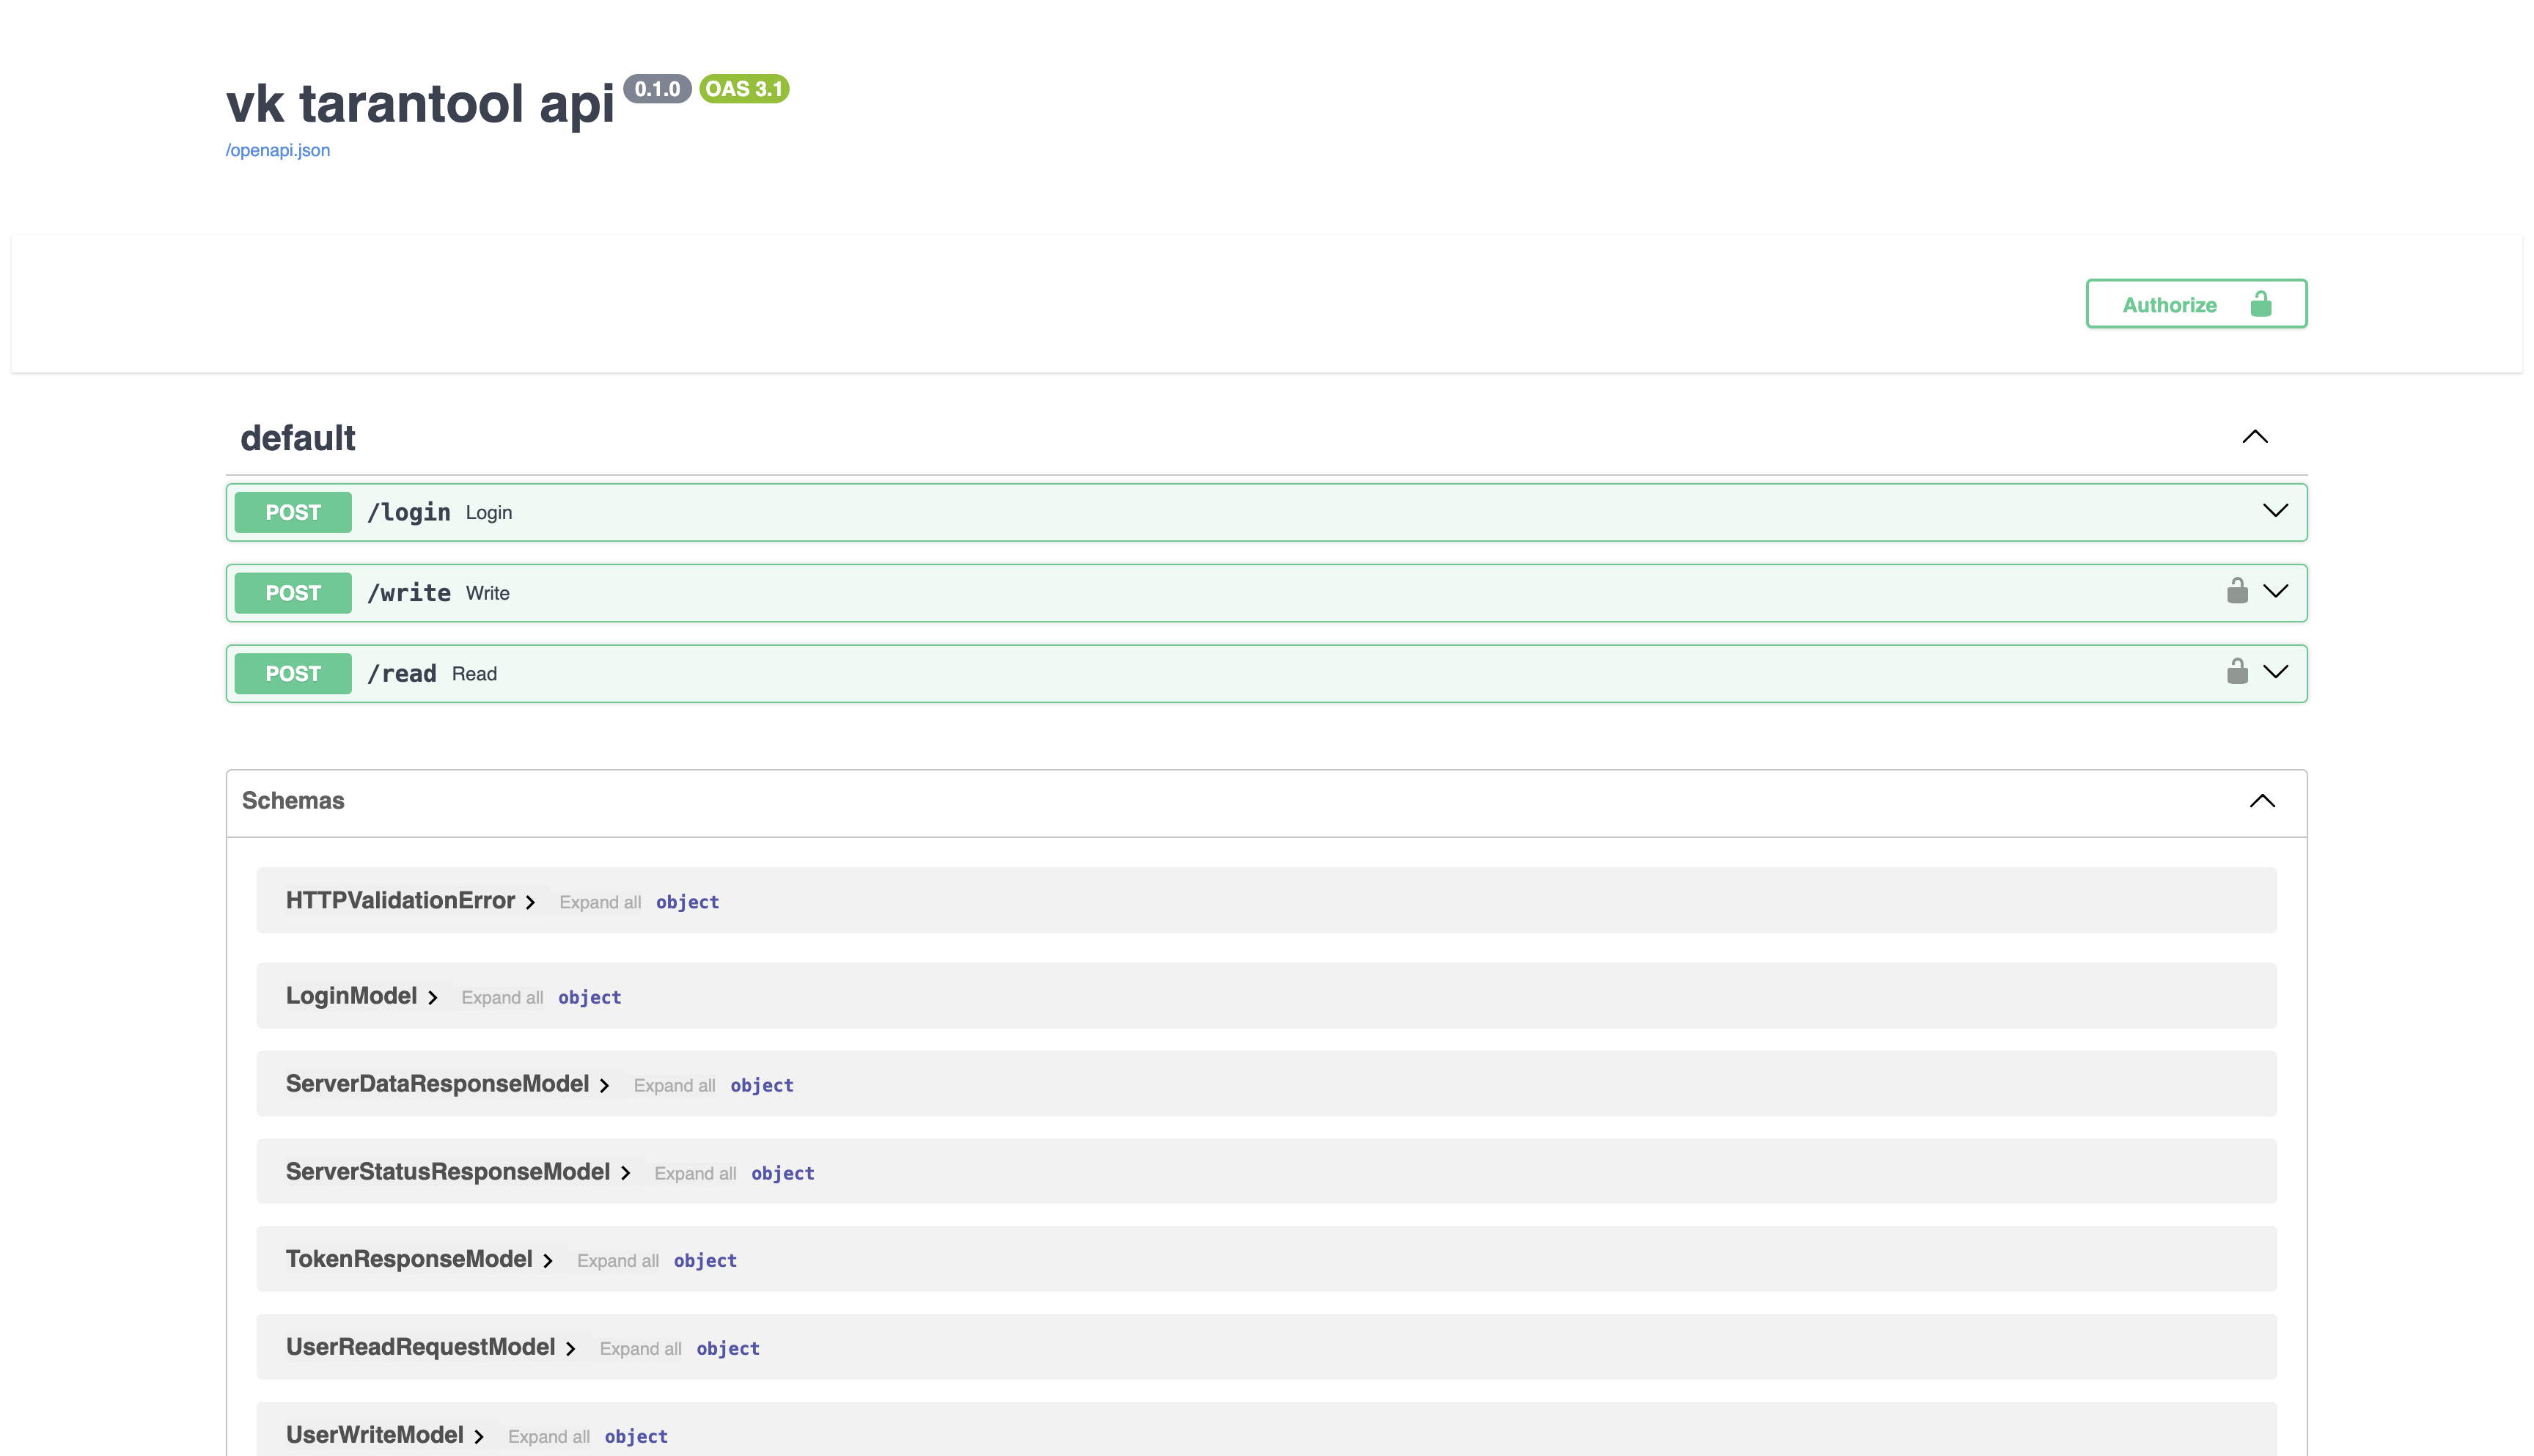 vk tarantool api 0.1.0 OAS 3.1
/openapi.json
Authorize
default
POST /login Login
POST /write Write
POST /read Read
Schemas
HTTPValidationError Expand all object
LoginModel Expand all object
ServerDataResponseModel Expand all object
ServerStatusResponseModel Expand all object
TokenResponseModel Expand all object
UserReadRequestModel Expand all object
UserWriteModel Expand all object